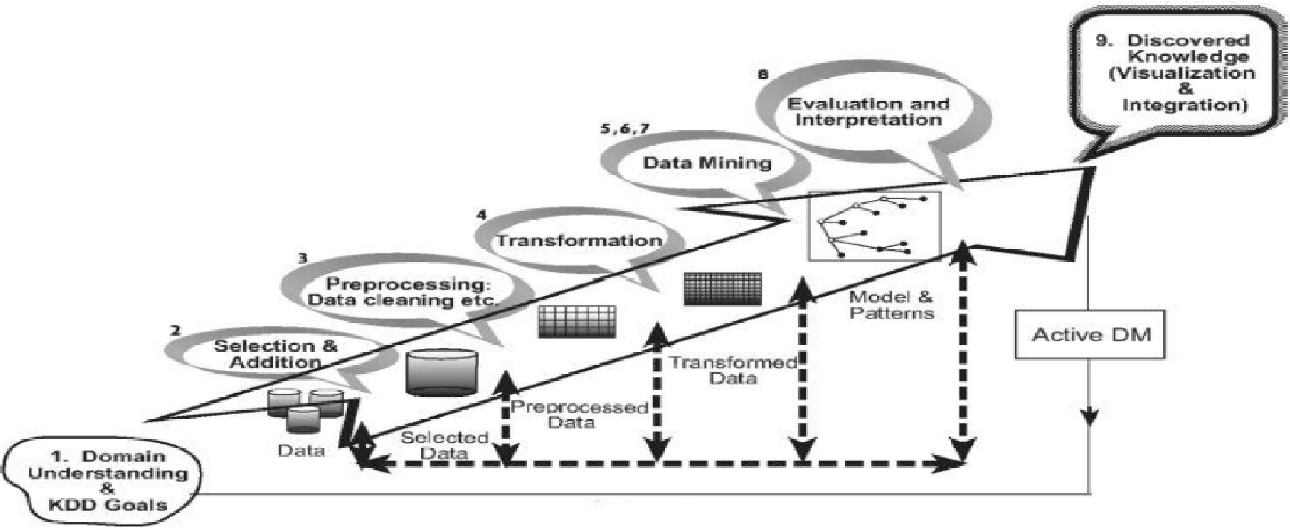 9. Discovered
Knowledge
(Visualization
&
Integration)
8
Evaluation and
Interpretation
5,6,7
Data Mining
4
Transformation
3
Preprocessing:
Data cleaning etc.
2
Selection &
Addition
Model &
Patterns
Active DM
Transformed
Data
Preprocessed
Data
Selected
Data
Data
1. Domain
Understanding
&
KDD Goals